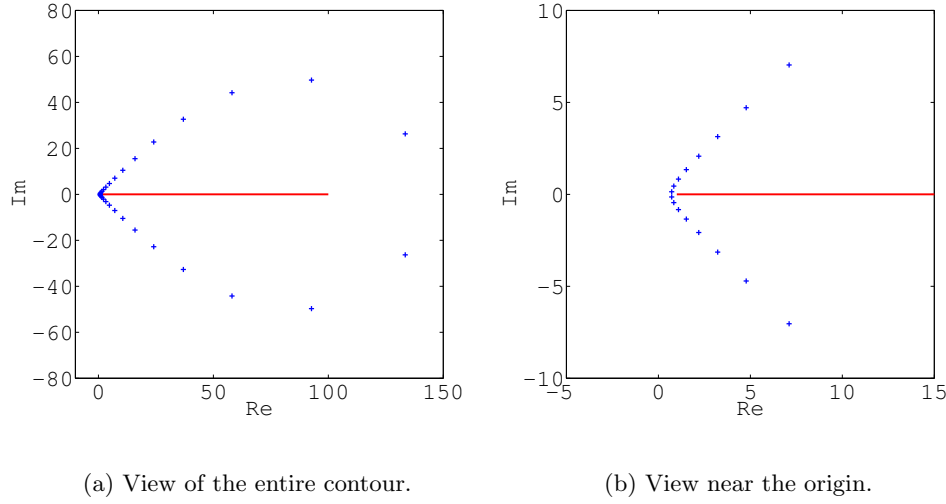 80
60
40
20
0
−20
−40
−60
−80
0 50 100 150
Re
Im
10
5
0
−5
−10
−5 0 5 10 15
Re
Im
(a) View of the entire contour.
(b) View near the origin.